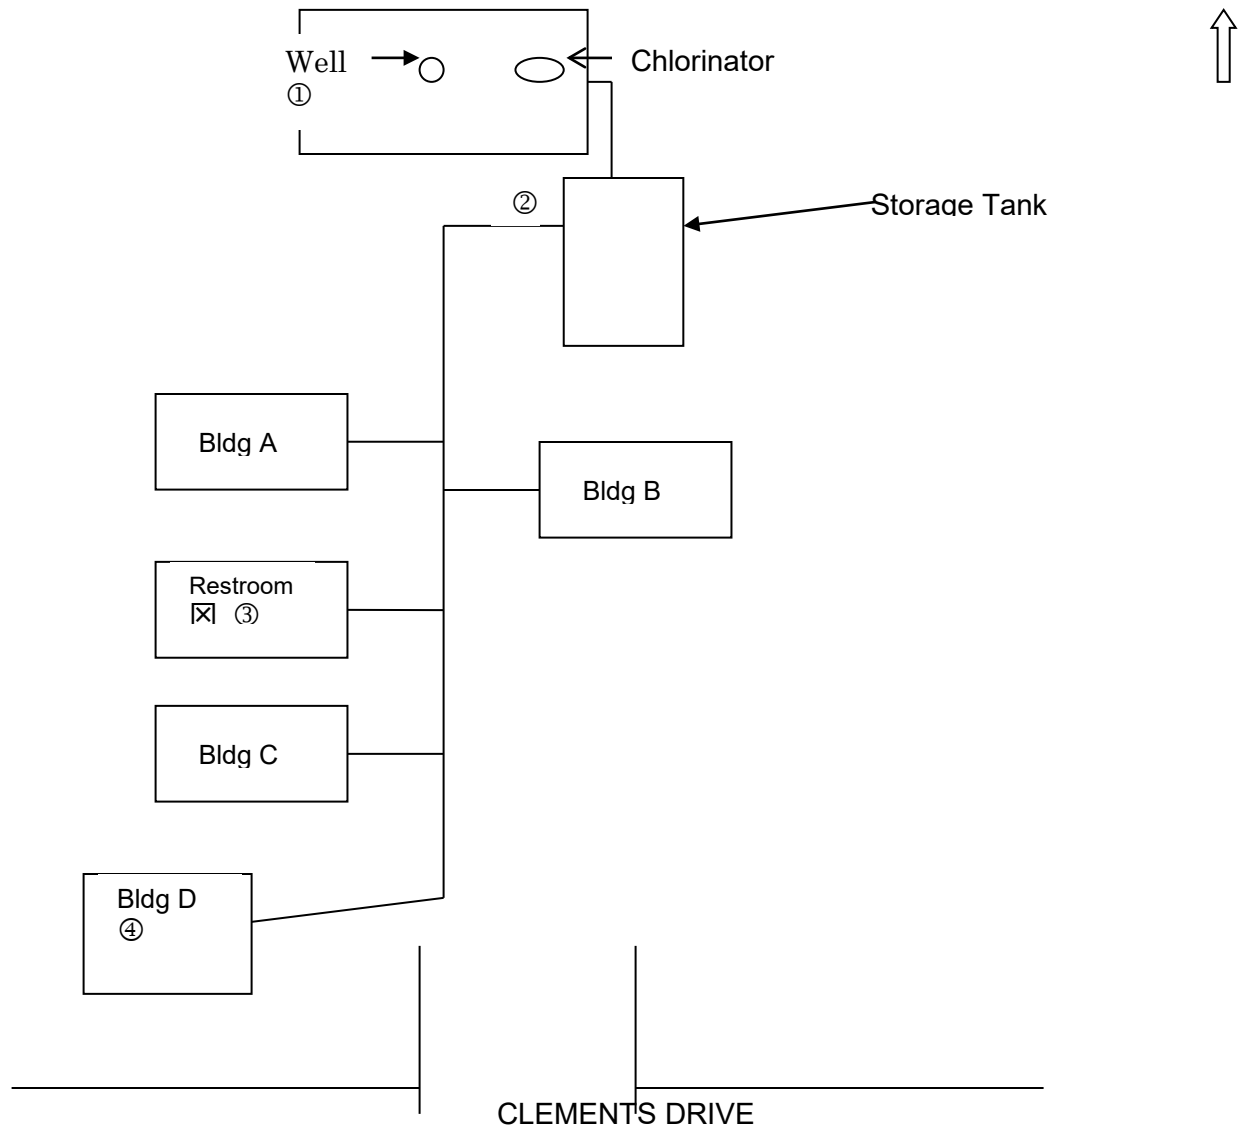 Well
①
Chlorinator
②
Storage Tank
Bldg A
Bldg B
Restroom
☒ ③
Bldg C
Bldg D
④
CLEMENTS DRIVE